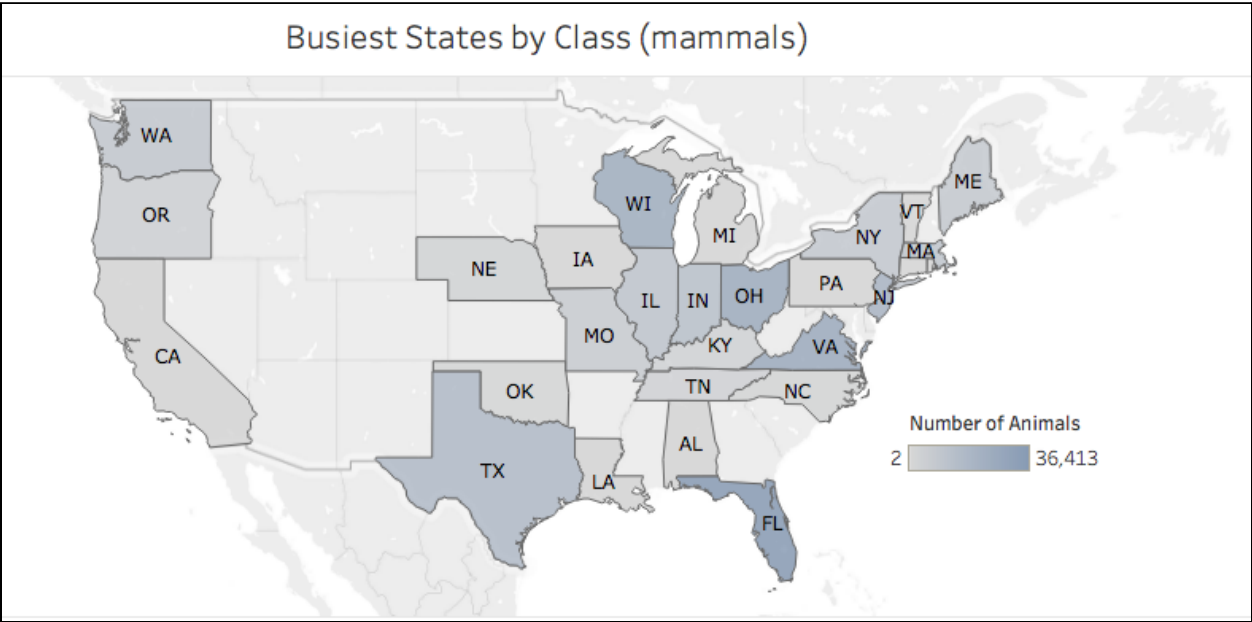 Busiest States by Class (mammals)
WA
ME
OR
WI
VT
NY
MI
MA
IA
NE
PA
IL
IN
OH
NJ
MO
KY
VA
CA
TN
OK
NC
Number of Animals
AL
2 36,413
TX
LA
FL